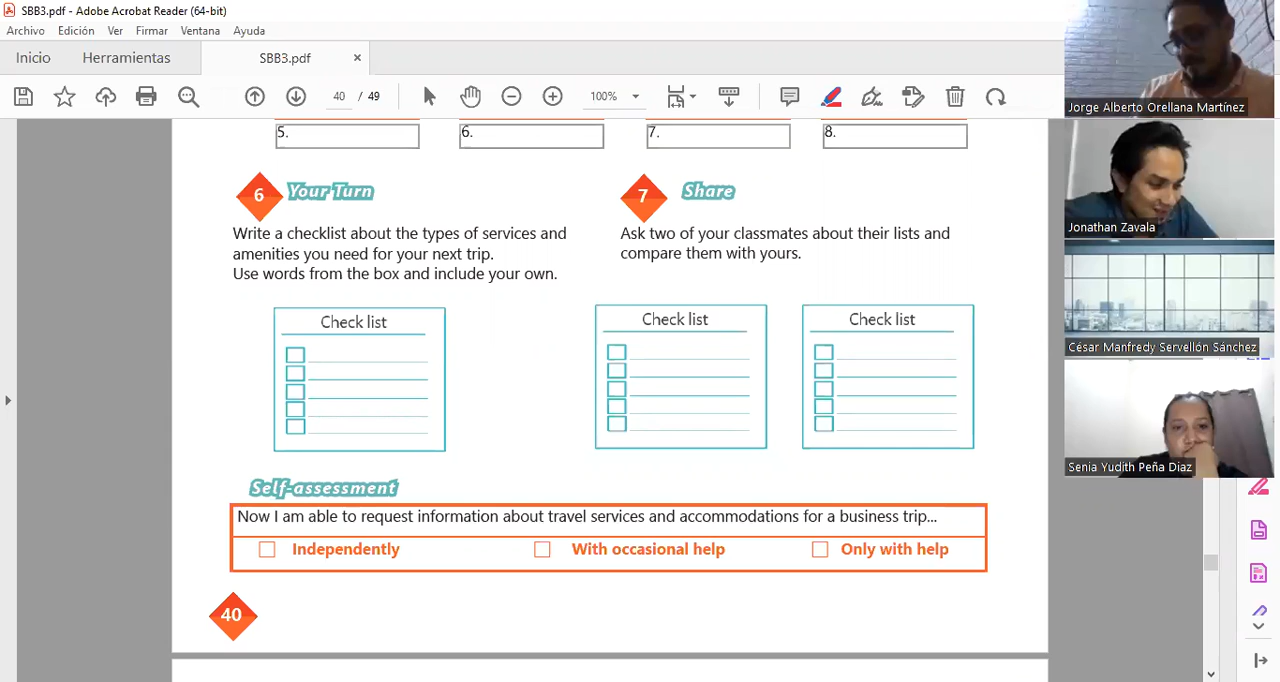 SBB3.pdf - Adobe Acrobat Reader (64-bit)
Archivo Edición Ver Firmar Ventana Ayuda
Inicio Herramientas SBB3.pdf ×
40 / 49 100%
5. 6. 7. 8.
6 Your Turn
Write a checklist about the types of services and
amenities you need for your next trip.
Use words from the box and include your own.
Check list
7 Share
Ask two of your classmates about their lists and
compare them with yours.
Check list
Check list
Self-assessment
Now I am able to request information about travel services and accommodations for a business trip...
Independently With occasional help Only with help
40
Jorge Alberto Orellana Martínez
Jonathan Zavala
César Manfredy Servellón Sánchez
Senia Yudith Peña Diaz